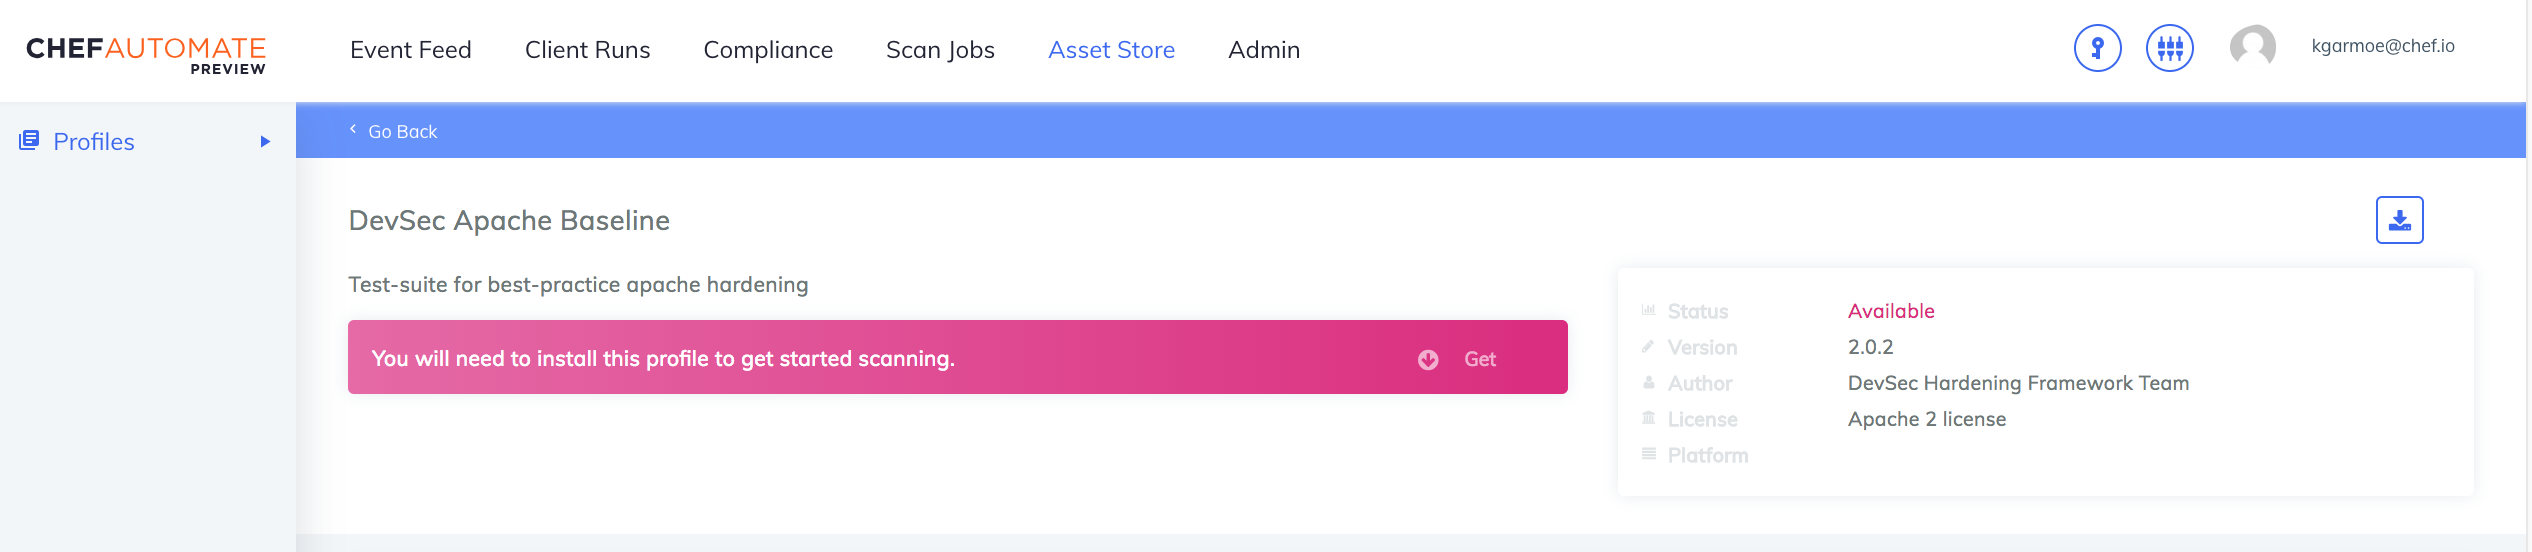 CHEFAUTOMATE
PREVIEW
Event Feed Client Runs Compliance Scan Jobs Asset Store Admin
kgarmoe@chef.io
Profiles
Go Back
DevSec Apache Baseline
Test-suite for best-practice apache hardening
You will need to install this profile to get started scanning. Get
Status Available
Version 2.0.2
Author DevSec Hardening Framework Team
License Apache 2 license
Platform